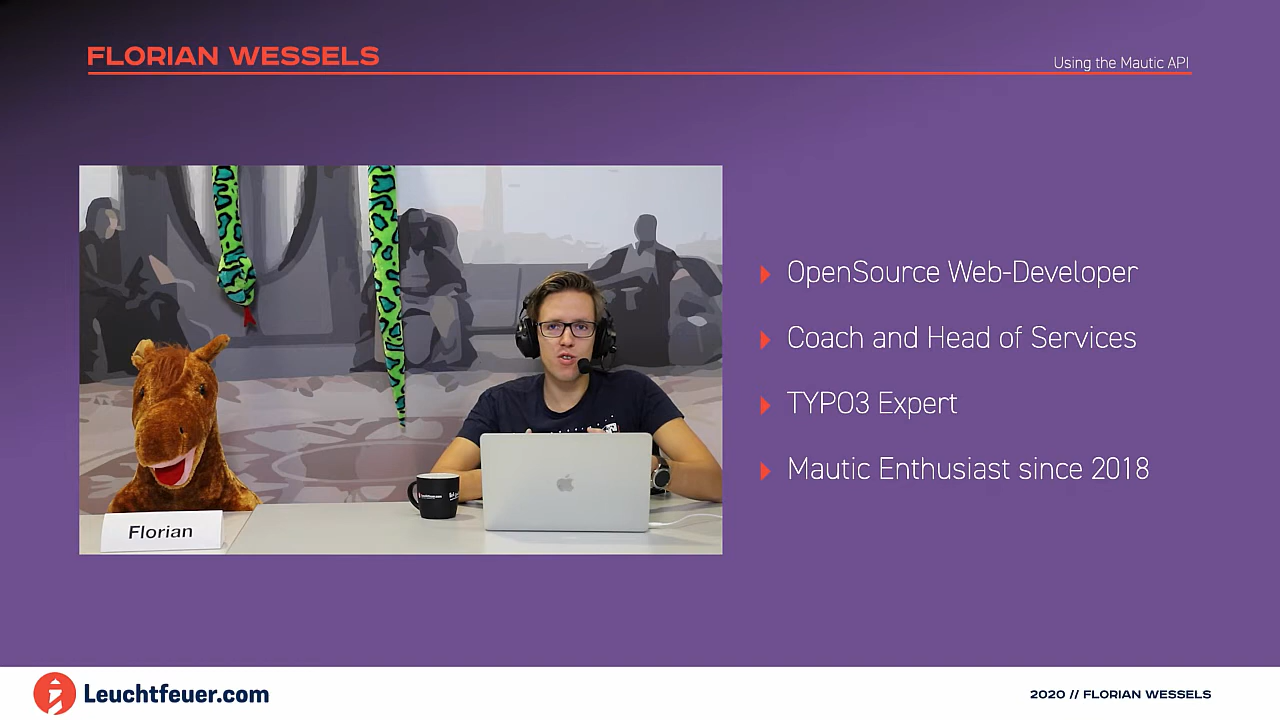 FLORIAN WESSELS
Using the Mautic API
OpenSource Web-Developer
Coach and Head of Services
TYPO3 Expert
Mautic Enthusiast since 2018
Florian
Leuchtfeuer.com
2020 // FLORIAN WESSELS